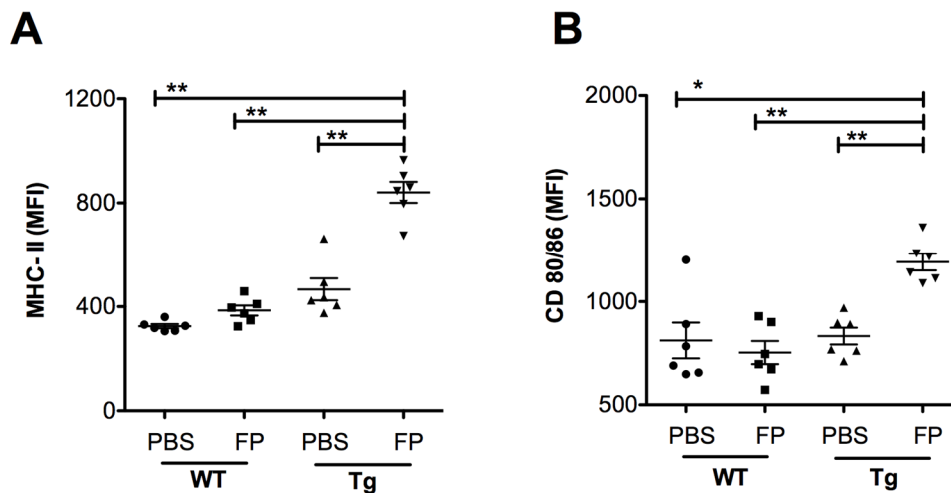 A
MHC- II (MFI)
1200
800
400
0
**
**
**
PBS FP PBS FP
WT Tg
B
CD 80/86 (MFI)
2000
1500
1000
500
*
**
**
PBS FP PBS FP
WT Tg